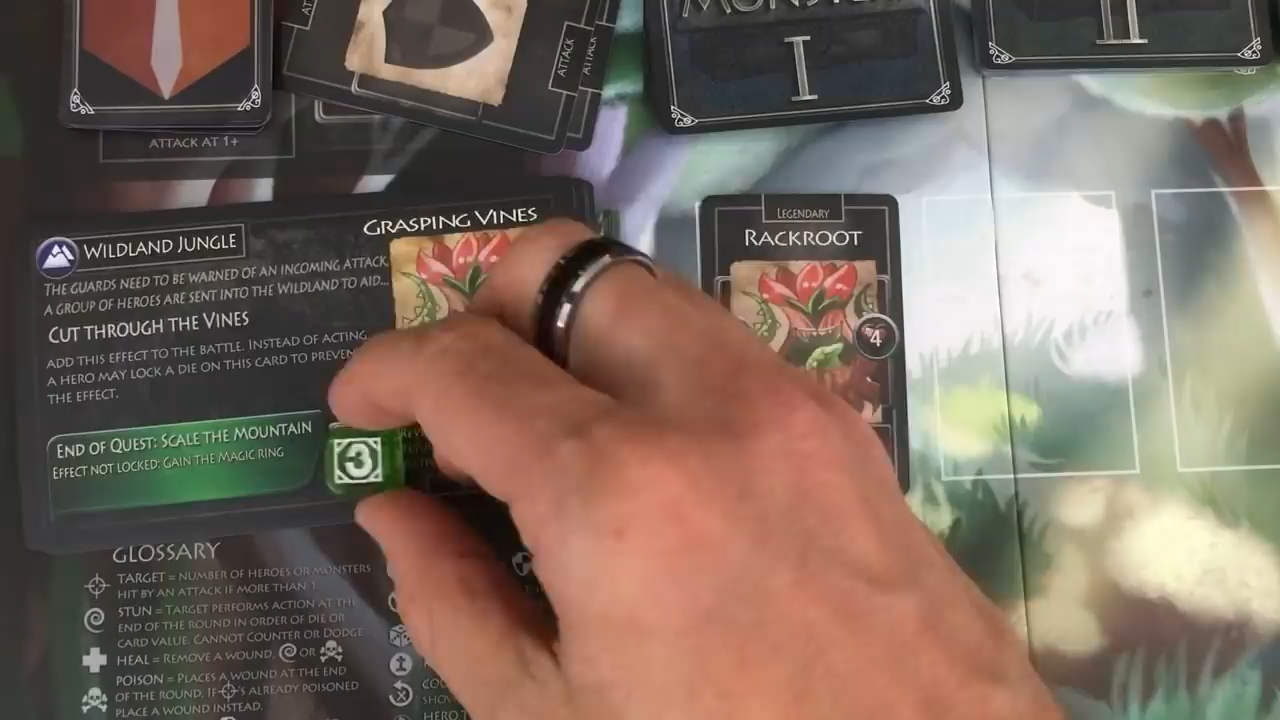 ATTACK
ATTACK
ATTACK AT 1+
MONSTER
I
II
WILDLAND JUNGLE
THE GUARDS NEED TO BE WARNED OF AN INCOMING ATTACK,
A GROUP OF HEROES ARE SENT INTO THE WILDLAND TO AID...
CUT THROUGH THE VINES
ADD THIS EFFECT TO THE BATTLE. INSTEAD OF ACTING,
A HERO MAY LOCK A DIE ON THIS CARD TO PREVENT
THE EFFECT.
END OF QUEST: SCALE THE MOUNTAIN
EFFECT NOT LOCKED: GAIN THE MAGIC RING
GRASPING VINES
3
LEGENDARY
RACKROOT
4
GLOSSARY
TARGET = NUMBER OF HEROES OR MONSTERS
HIT BY AN ATTACK IF MORE THAN 1
STUN = TARGET PERFORMS ACTION AT THE
END OF THE ROUND IN ORDER OF DIE OR
CARD VALUE. CANNOT COUNTER OR DODGE
HEAL = REMOVE A WOUND, OR
POISON = PLACES A WOUND AT THE END
OF THE ROUND. IF 'S ALREADY POISONED
PLACE A WOUND INSTEAD.